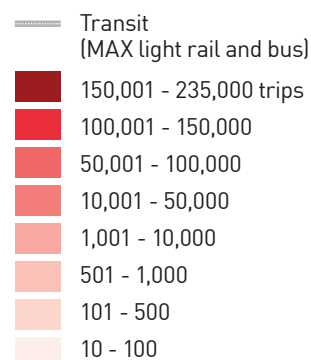 Transit
(MAX light rail and bus)
150,001 - 235,000 trips
100,001 - 150,000
50,001 - 100,000
10,001 - 50,000
1,001 - 10,000
501 - 1,000
101 - 500
10 - 100